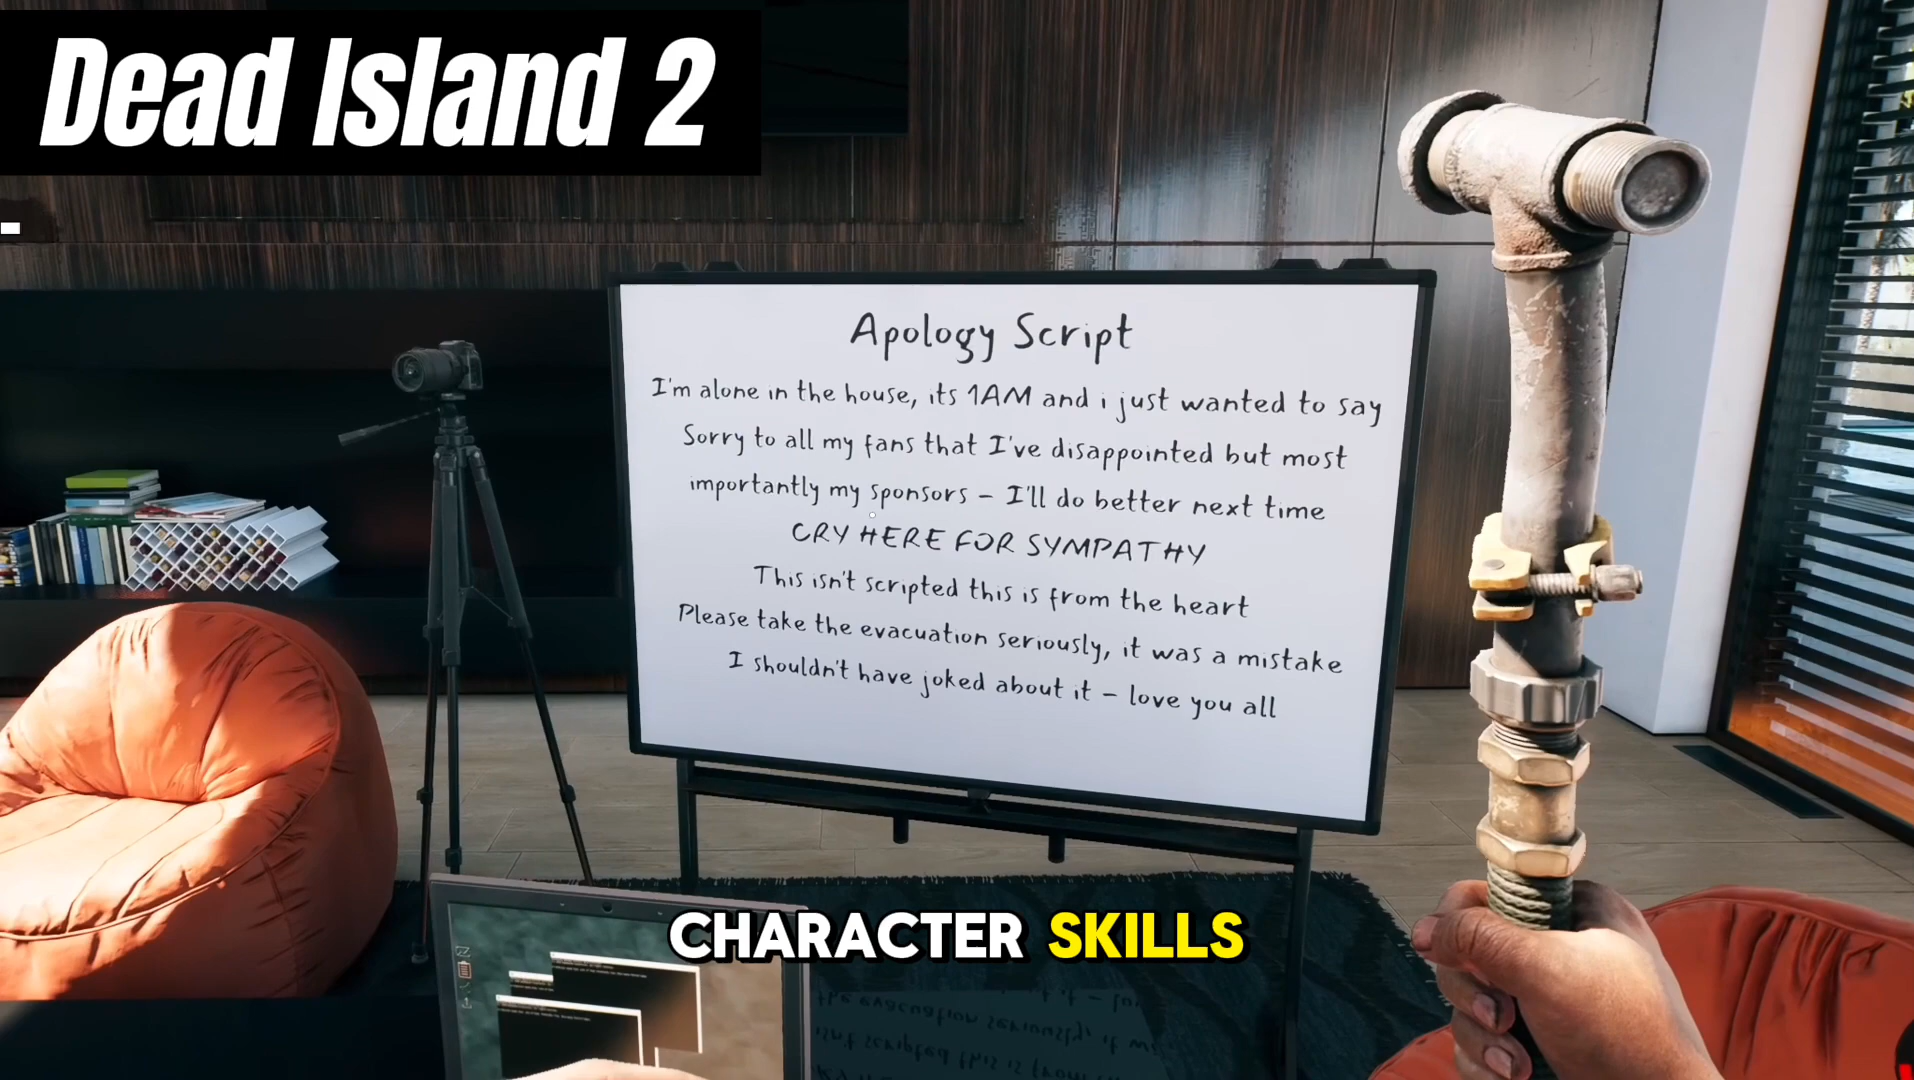 Dead Island 2
Apology Script
I'm alone in the house, its 1AM and i just wanted to say
Sorry to all my fans that I've disappointed but most
importantly my sponsors - I'll do better next time
CRY HERE FOR SYMPATHY
This isn't scripted this is from the heart
Please take the evacuation seriously, it was a mistake
I shouldn't have joked about it - love you all
CHARACTER SKILLS